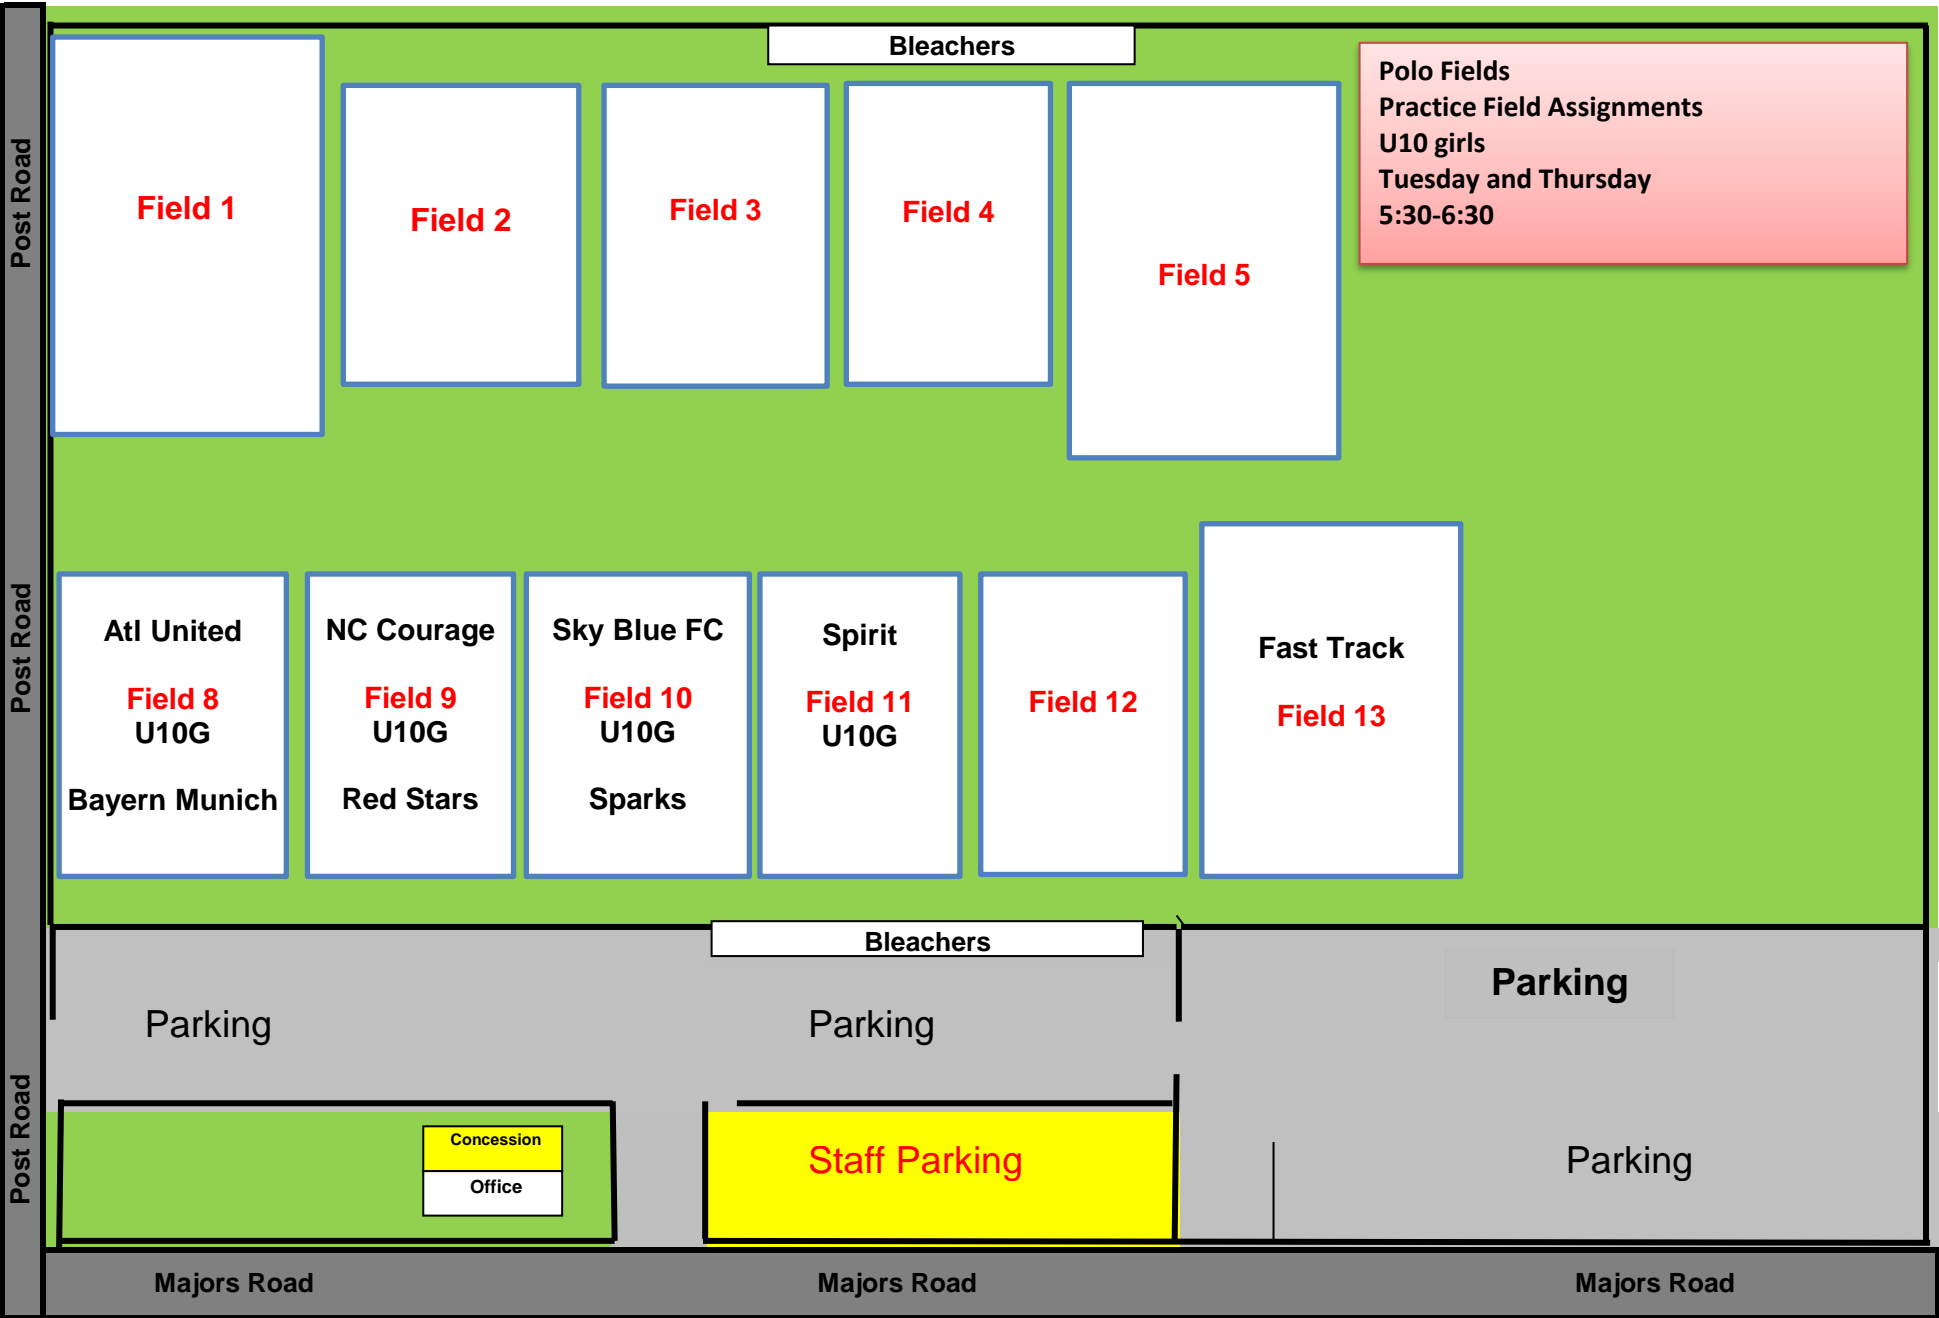 Bleachers
Polo Fields
Practice Field Assignments
U10 girls
Tuesday and Thursday
5:30-6:30
Post Road
Field 1
Field 2
Field 3
Field 4
Field 5
Post Road
Atl United
Field 8
U10G
Bayern Munich
NC Courage
Field 9
U10G
Red Stars
Sky Blue FC
Field 10
U10G
Sparks
Spirit
Field 11
U10G
Field 12
Fast Track
Field 13
Bleachers
Parking
Parking
Parking
Post Road
Concession
Office
Staff Parking
Parking
Majors Road
Majors Road
Majors Road